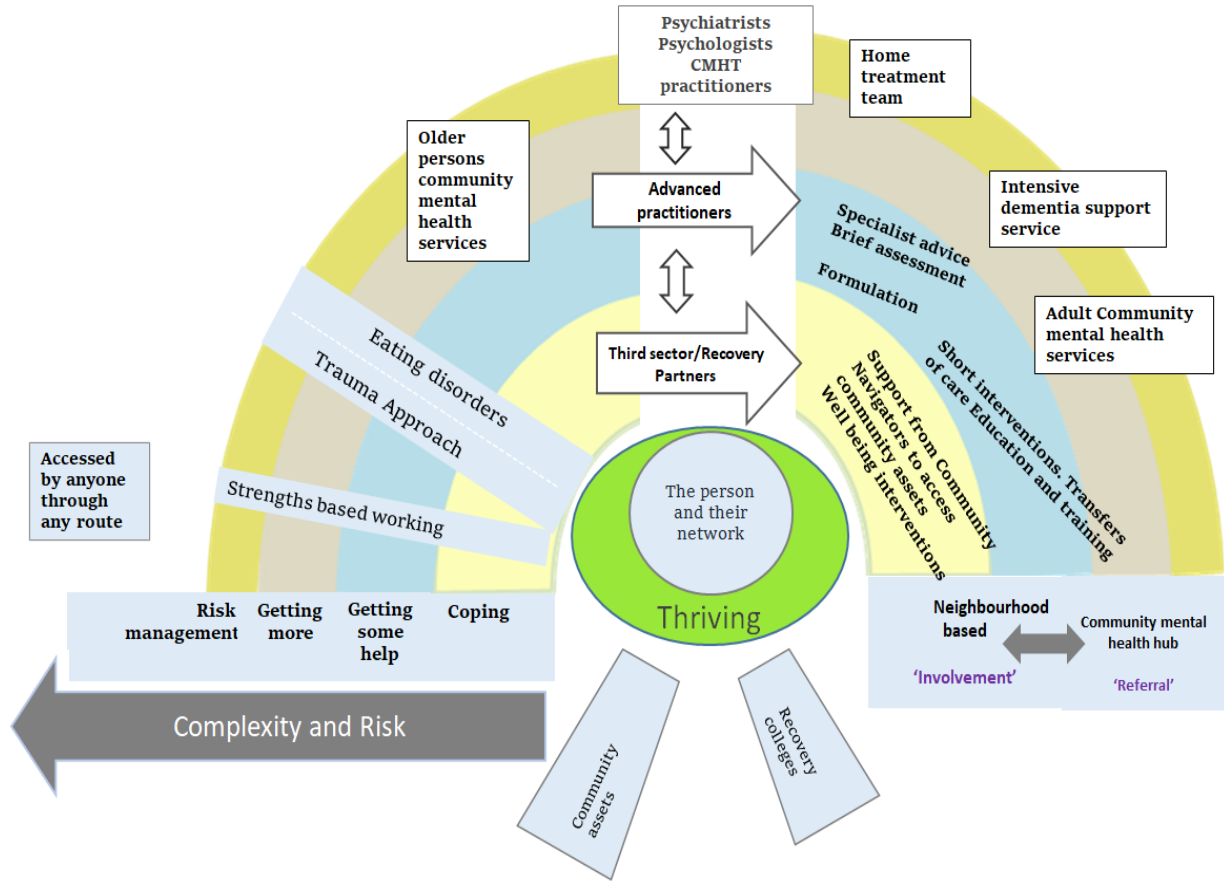 Psychiatrists
Psychologists
CMHT
practitioners
Home
treatment
team
Older
persons
community
mental
health
services
Advanced
practitioners
Intensive
dementia support
service
Specialist advice
Brief assessment
Formulation
Adult Community
mental health
services
Eating disorders
Trauma Approach
Third sector/Recovery
Partners
Support from Community
Navigators to access
community assets
Well being interventions
Short interventions. Transfers
of care Education and training
Accessed
by anyone
through
any route
Strengths based working
The person
and their
network
Thriving
Risk
management
Getting
more
Getting
some
help
Coping
Neighbourhood
based
Community mental
health hub
‘Involvement’
‘Referral’
Complexity and Risk
Community
assets
Recovery
colleges